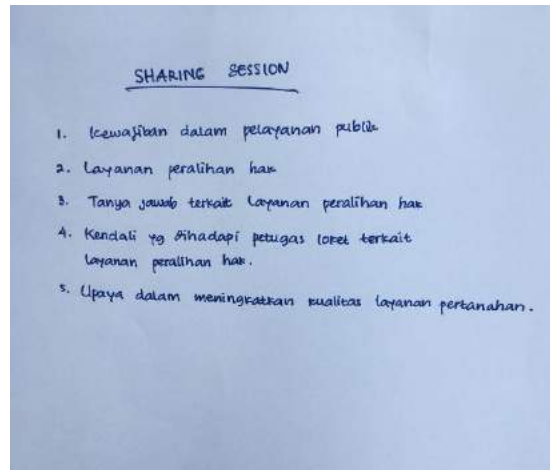 SHARING SESSION
1. Kewajiban dalam pelayanan publik
2. Layanan peralihan hak
3. Tanya jawab terkait Layanan peralihan hak
4. Kendali yg dihadapi petugas loket terkait
layanan peralihan hak.
5. Upaya dalam meningkatkan kualitas layanan pertanahan.